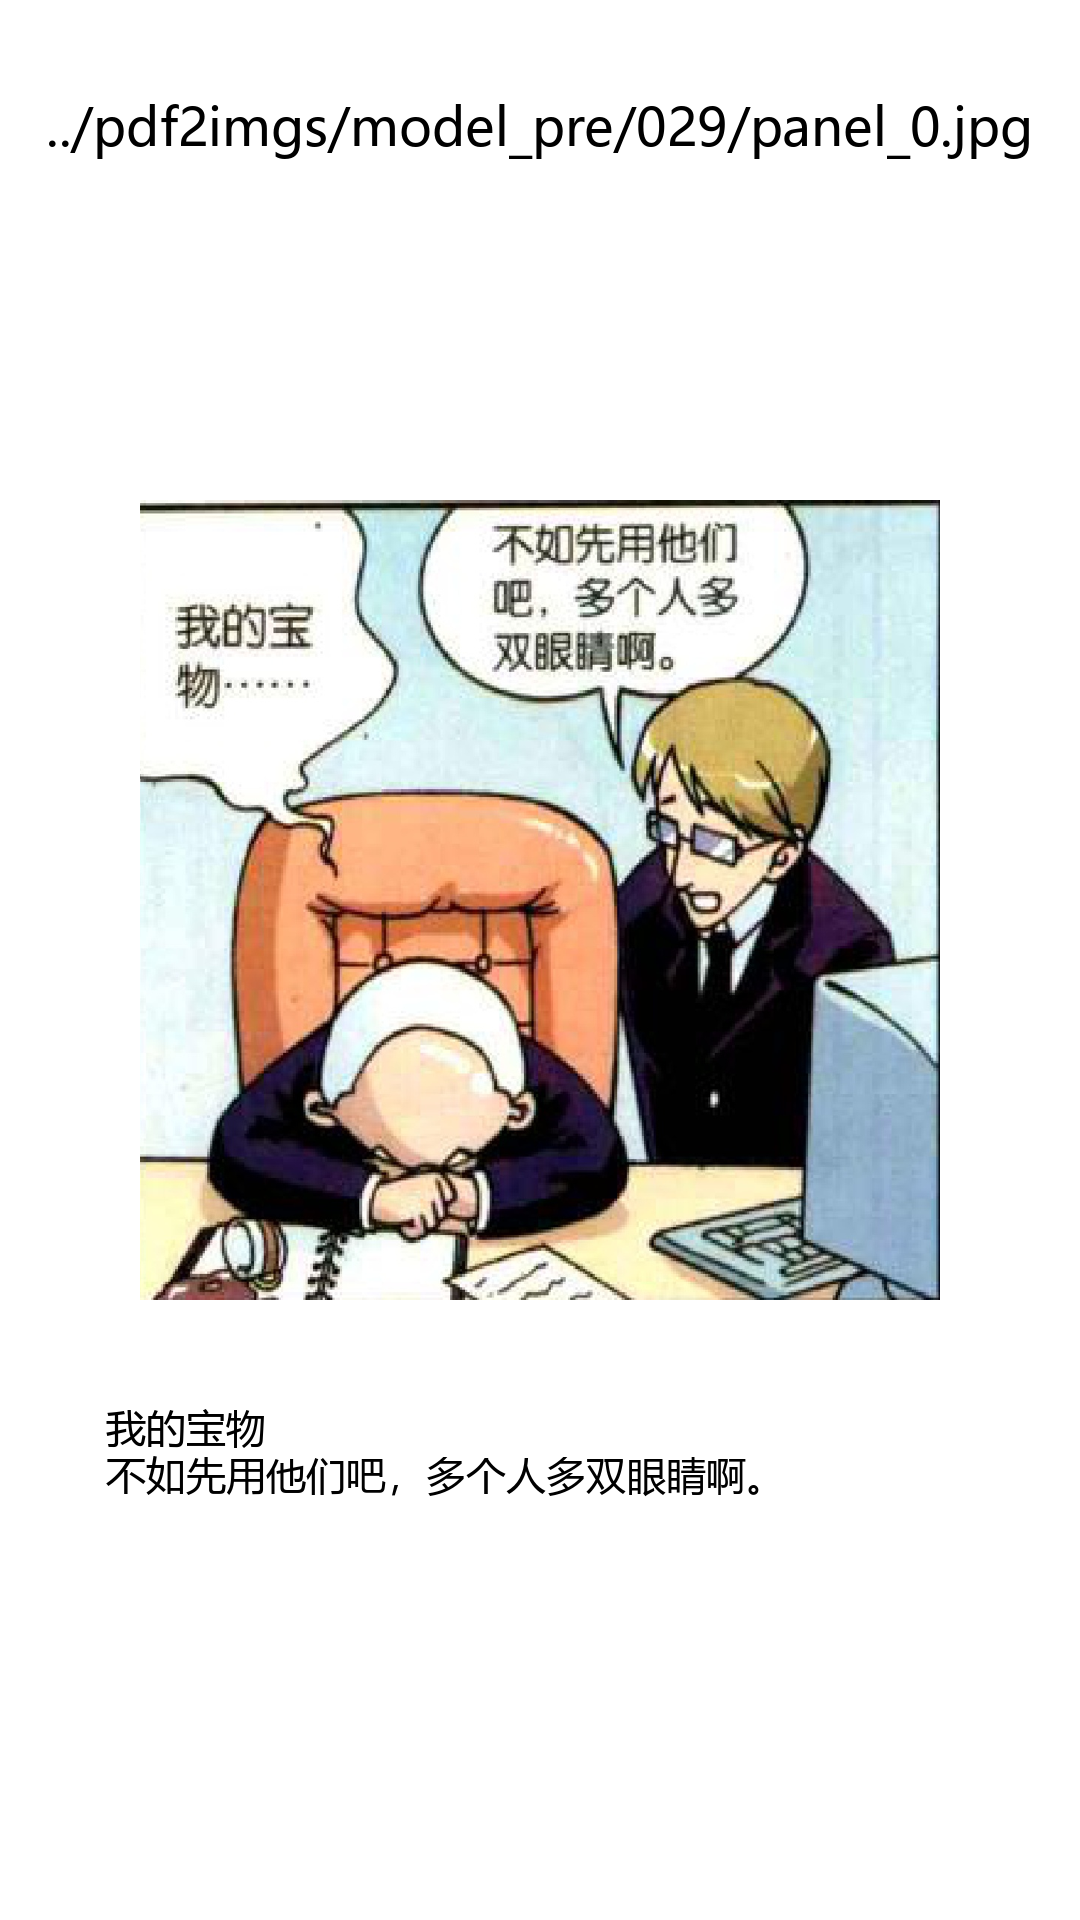 ../pdf2imgs/model_pre/029/panel_0.jpg
我的宝
物……
不如先用他们
吧，多个人多
双眼睛啊。
我的宝物
不如先用他们吧，多个人多双眼睛啊。